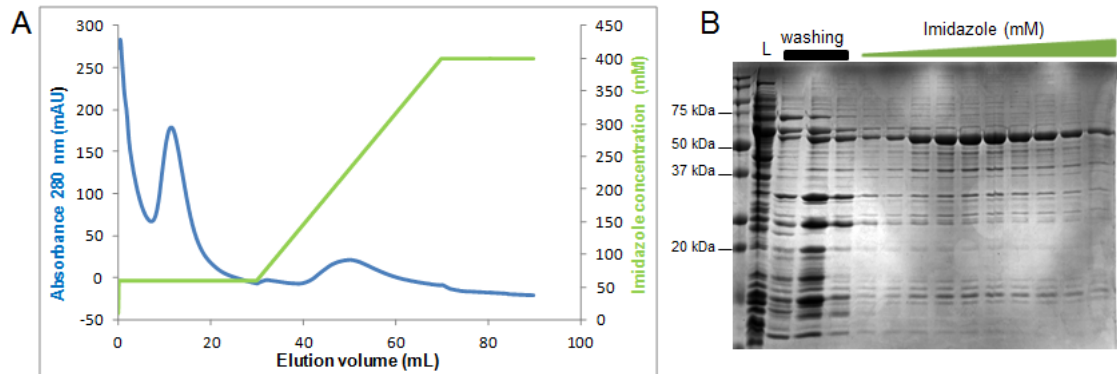 A
Absorbance 280 nm (mAU)
300
250
200
150
100
50
0
-50
0
20
40
60
80
100
Elution volume (mL)
450
400
350
300
250
200
150
100
50
0
Imidazole concentration (mM)
B
L
washing
Imidazole (mM)
75 kDa
50 kDa
37 kDa
20 kDa